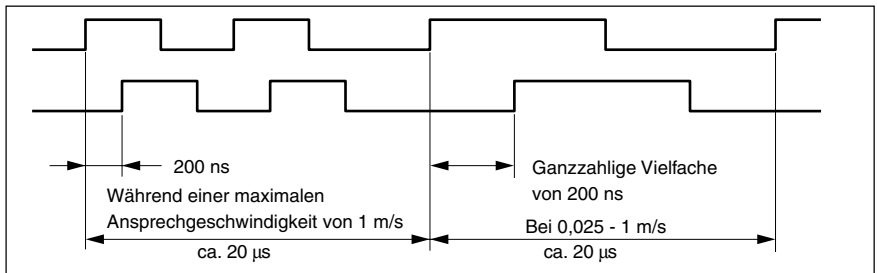 200 ns
Während einer maximalen
Ansprechgeschwindigkeit von 1 m/s
ca. 20 µs
Ganzzahlige Vielfache
von 200 ns
Bei 0,025 - 1 m/s
ca. 20 µs